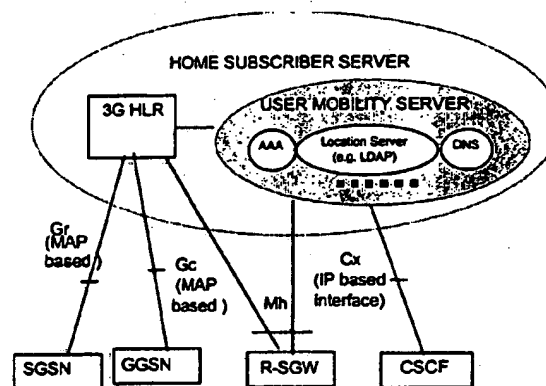 HOME SUBSCRIBER SERVER
3G HLR
USER MOBILITY SERVER
AAA
Location Server
(e.g. LDAP)
DNS
Gr
(MAP
based )
Gc
(MAP
based )
Mh
Cx
(IP based
interface)
SGSN
GGSN
R-SGW
CSCF